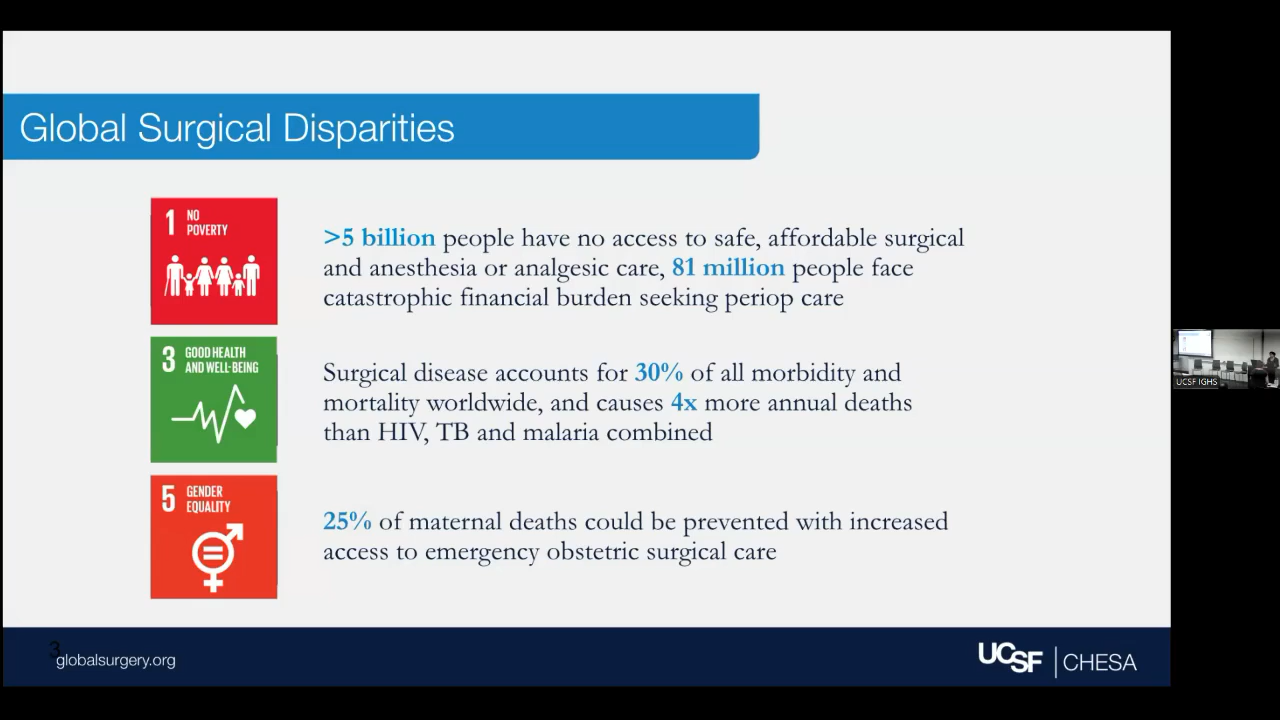 Global Surgical Disparities
1 NO
POVERTY
>5 billion people have no access to safe, affordable surgical
and anesthesia or analgesic care, 81 million people face
catastrophic financial burden seeking periop care
3 GOOD HEALTH
AND WELL-BEING
Surgical disease accounts for 30% of all morbidity and
mortality worldwide, and causes 4x more annual deaths
than HIV, TB and malaria combined
5 GENDER
EQUALITY
25% of maternal deaths could be prevented with increased
access to emergency obstetric surgical care
UCSF IGHS
3
globalsurgery.org
UCSF | CHESA